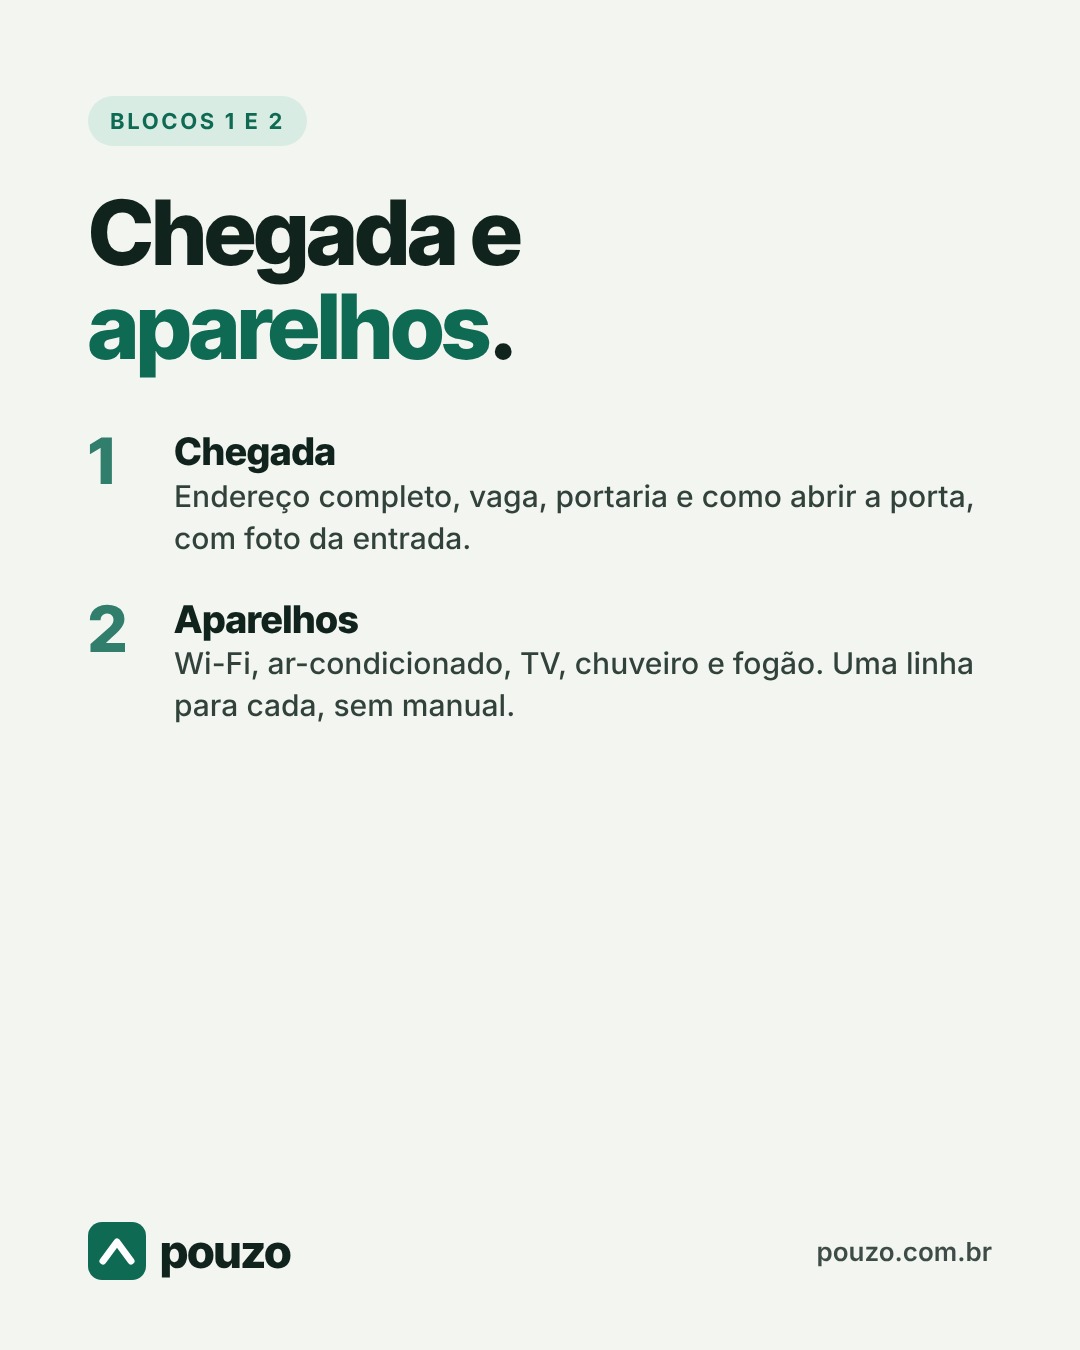 BLOCOS 1 E 2
Chegada e
aparelhos.
1
Chegada
Endereço completo, vaga, portaria e como abrir a porta,
com foto da entrada.
2
Aparelhos
Wi-Fi, ar-condicionado, TV, chuveiro e fogão. Uma linha
para cada, sem manual.
pouzo
pouzo.com.br